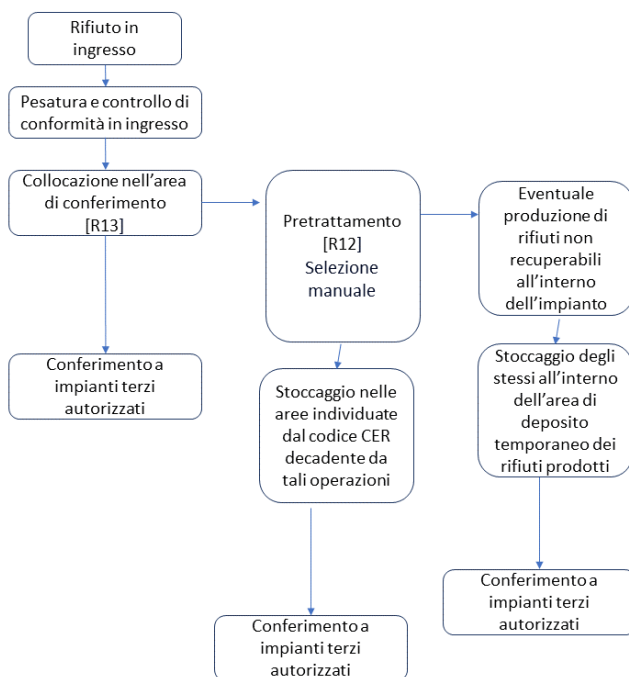 Rifiuto in
ingresso
Pesatura e controllo di
conformità in ingresso
Collocazione nell'area
di conferimento
[R13]
Conferimento a
impianti terzi
autorizzati
Pretrattamento
[R12]
Selezione
manuale
Stoccaggio nelle
aree individuate
dal codice CER
decadente da
tali operazioni
Conferimento a
impianti terzi
autorizzati
Eventuale
produzione di
rifiuti non
recuperabili
all'interno
dell'impianto
Stoccaggio degli
stessi all'interno
dell'area di
deposito
temporaneo dei
rifiuti prodotti
Conferimento a
impianti terzi
autorizzati